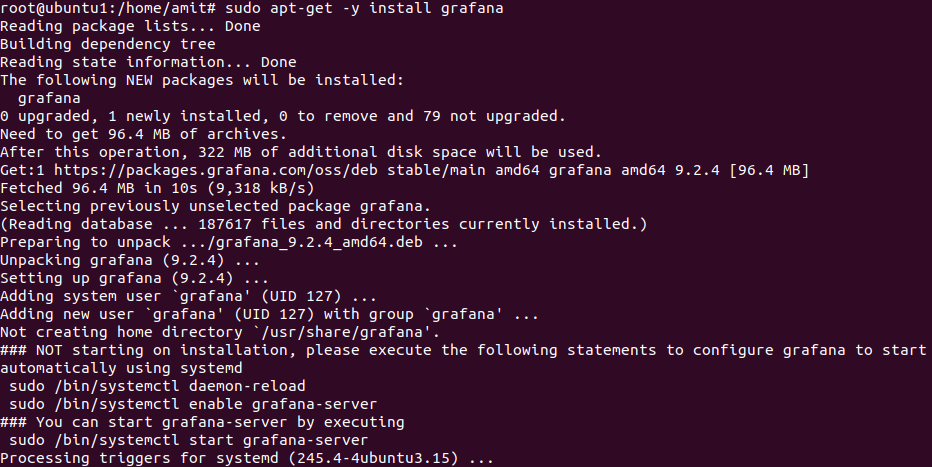 root@ubuntu1:/home/amit# sudo apt-get -y install grafana
Reading package lists... Done
Building dependency tree
Reading state information... Done
The following NEW packages will be installed:
  grafana
0 upgraded, 1 newly installed, 0 to remove and 79 not upgraded.
Need to get 96.4 MB of archives.
After this operation, 322 MB of additional disk space will be used.
Get:1 https://packages.grafana.com/oss/deb stable/main amd64 grafana amd64 9.2.4 [96.4 MB]
Fetched 96.4 MB in 10s (9,318 kB/s)
Selecting previously unselected package grafana.
(Reading database ... 187617 files and directories currently installed.)
Preparing to unpack .../grafana_9.2.4_amd64.deb ...
Unpacking grafana (9.2.4) ...
Setting up grafana (9.2.4) ...
Adding system user `grafana' (UID 127) ...
Adding new user `grafana' (UID 127) with group `grafana' ...
Not creating home directory `/usr/share/grafana'.
### NOT starting on installation, please execute the following statements to configure grafana to start
automatically using systemd
 sudo /bin/systemctl daemon-reload
 sudo /bin/systemctl enable grafana-server
### You can start grafana-server by executing
 sudo /bin/systemctl start grafana-server
Processing triggers for systemd (245.4-4ubuntu3.15) ...